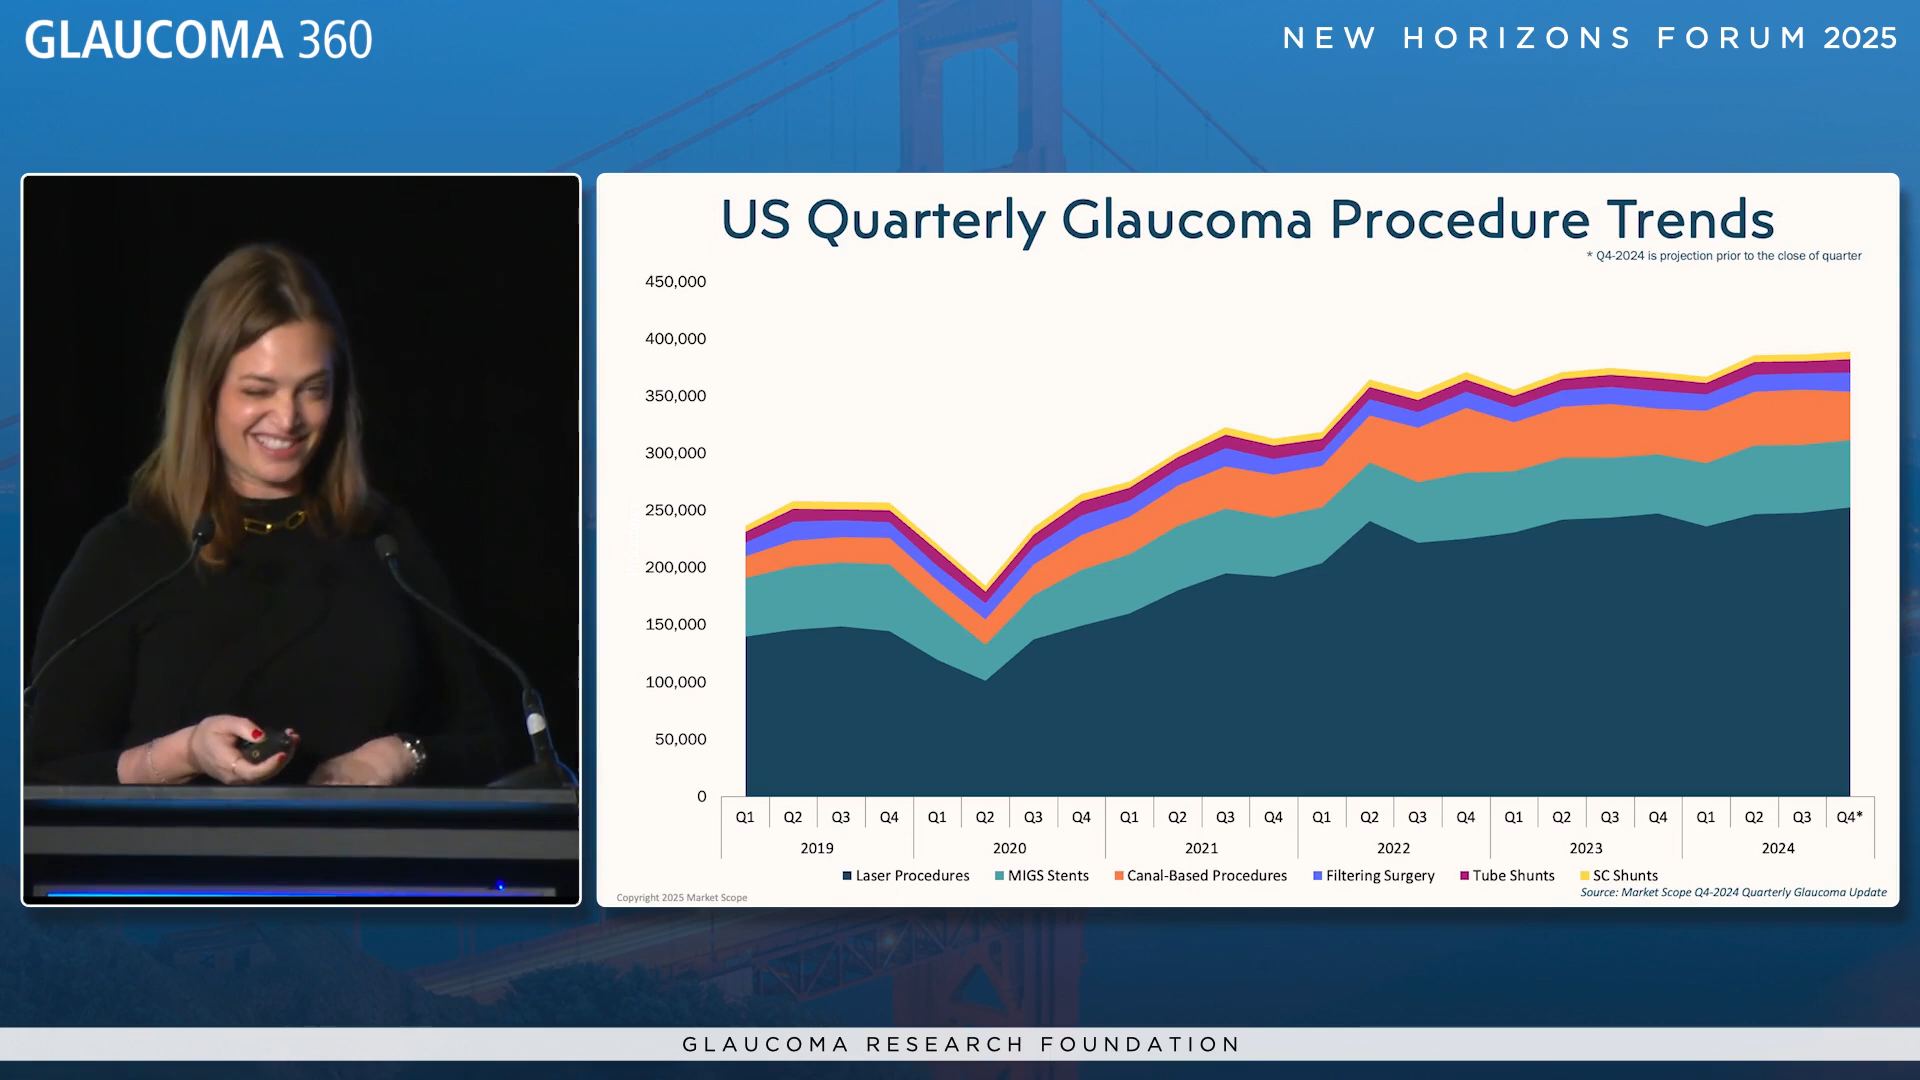 GLAUCOMA 360
NEW HORIZONS FORUM 2025
US Quarterly Glaucoma Procedure Trends
* Q4-2024 is projection prior to the close of quarter
450,000
400,000
350,000
300,000
250,000
200,000
150,000
100,000
50,000
0
Q1 Q2 Q3 Q4 Q1 Q2 Q3 Q4 Q1 Q2 Q3 Q4 Q1 Q2 Q3 Q4 Q1 Q2 Q3 Q4 Q1 Q2 Q3 Q4*
2019 2020 2021 2022 2023 2024
Laser Procedures MIGS Stents Canal-Based Procedures Filtering Surgery Tube Shunts SC Shunts
Source: Market Scope Q4-2024 Quarterly Glaucoma Update
Copyright 2025 Market Scope
GLAUCOMA RESEARCH FOUNDATION